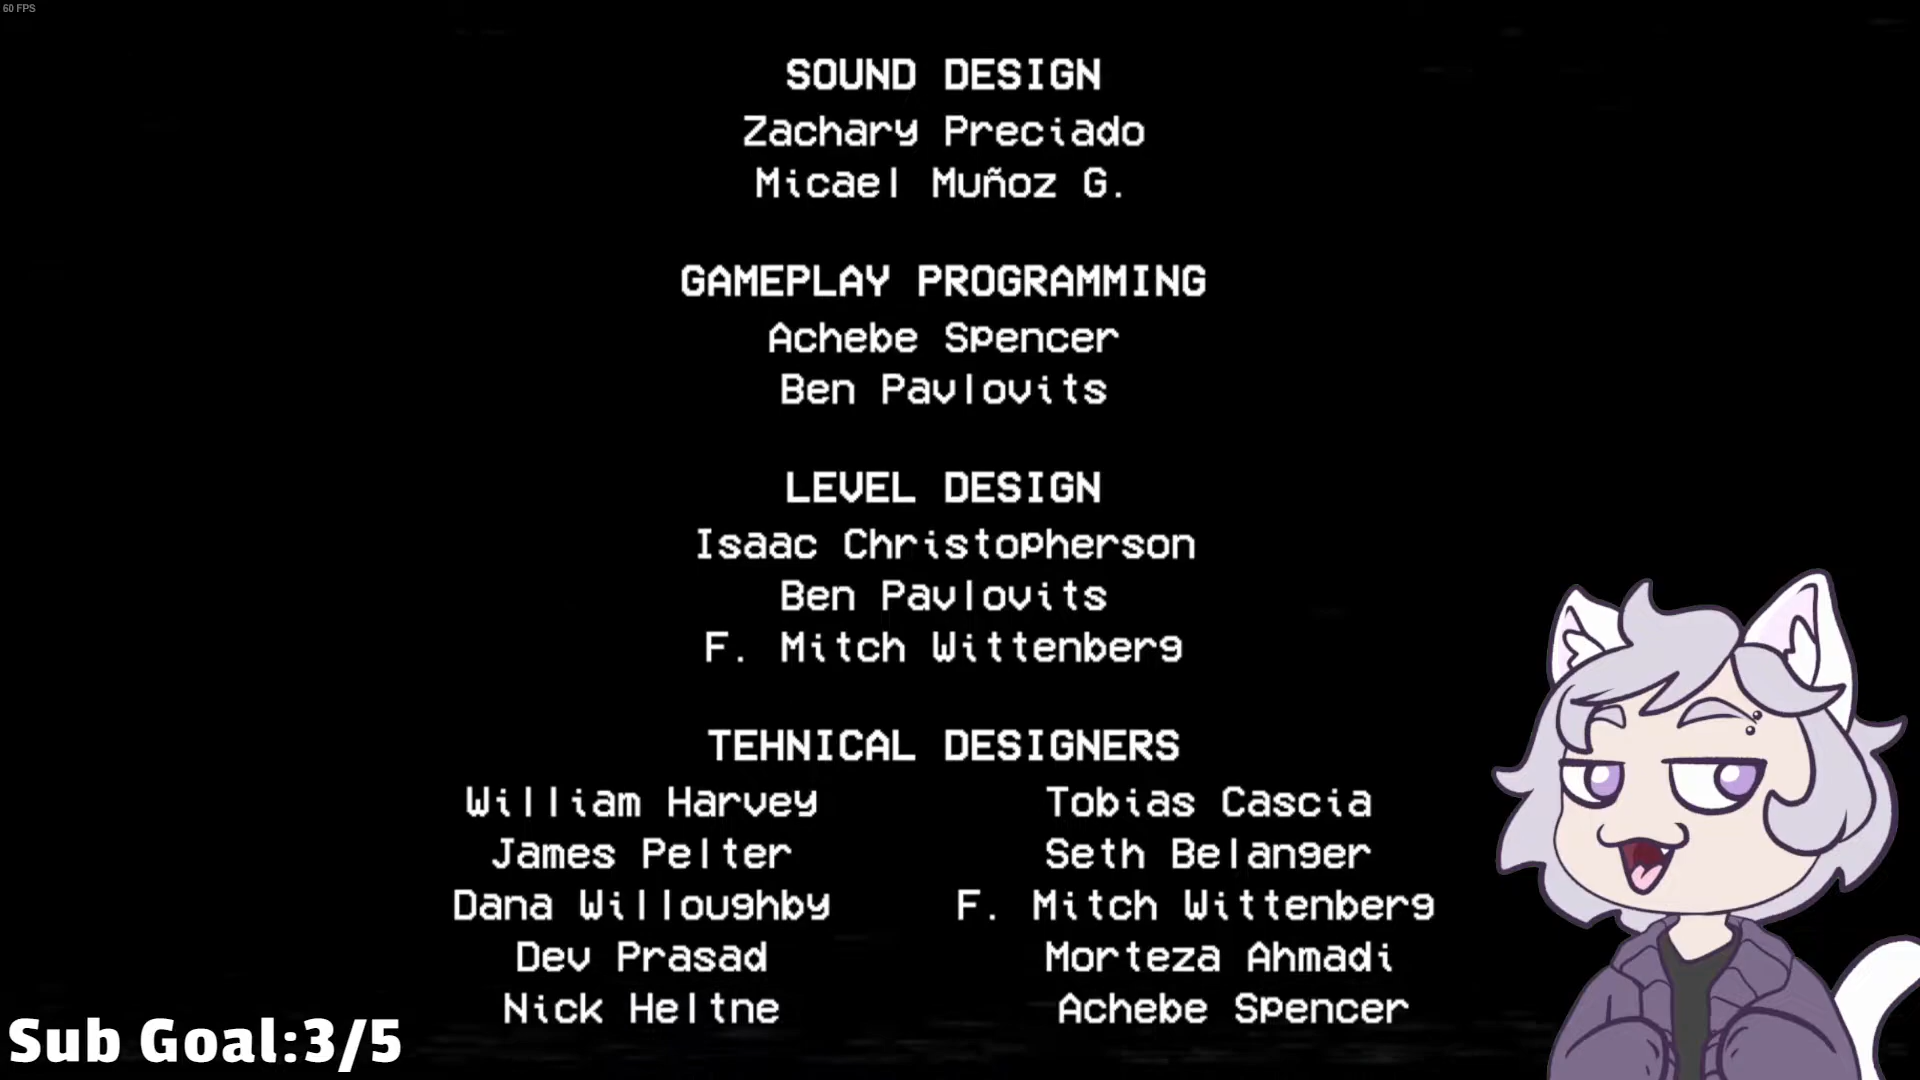 60 FPS
SOUND DESIGN
Zachary Preciado
Micael Muñoz G.
GAMEPLAY PROGRAMMING
Achebe Spencer
Ben Pavlovits
LEVEL DESIGN
Isaac Christopherson
Ben Pavlovits
F. Mitch Wittenberg
TEHNICAL DESIGNERS
William Harvey
Tobias Cascia
James Pelter
Seth Belanger
Dana Willoughby
F. Mitch Wittenberg
Dev Prasad
Morteza Ahmadi
Nick Heltne
Achebe Spencer
Sub Goal:3/5